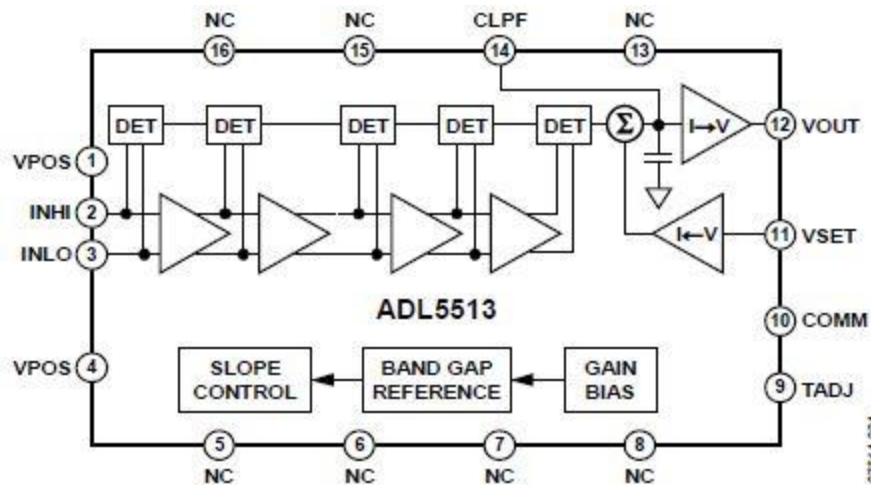 NC NC CLPF NC
16 15 14 13
DET DET DET DET DET Σ I→V 12 VOUT
VPOS 1
INHI 2
INLO 3
I←V 11 VSET
ADL5513
10 COMM
VPOS 4
SLOPE CONTROL
BAND GAP REFERENCE
GAIN BIAS
9 TADJ
5 6 7 8
NC NC NC NC